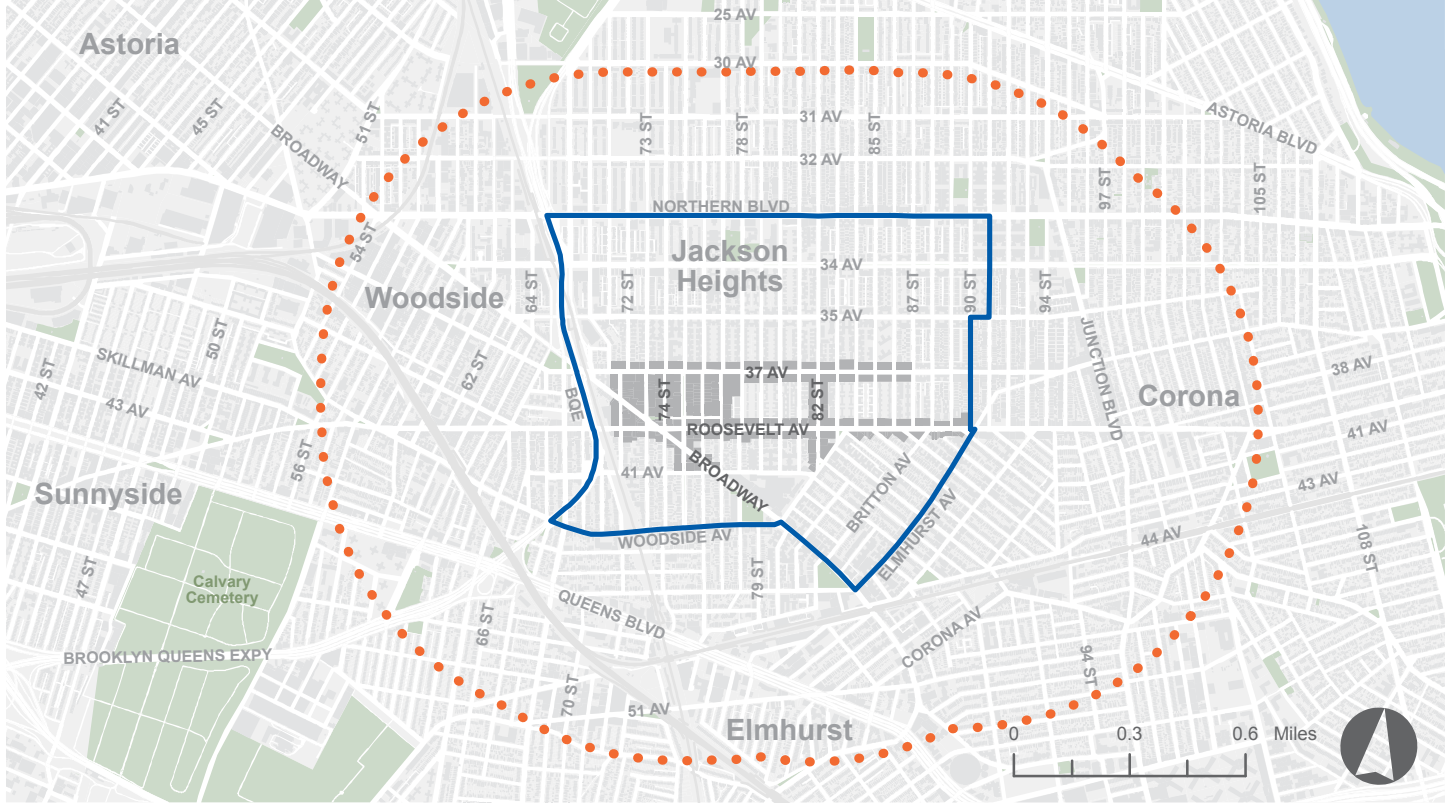 25 AV
Astoria
30 AV
41 ST
45 ST
51 ST
BROADWAY
73 ST
78 ST
31 AV
85 ST
ASTORIA BLVD
32 AV
97 ST
105 ST
NORTHERN BLVD
54 ST
Jackson
Heights
34 AV
Woodside
64 ST
72 ST
87 ST
90 ST
94 ST
35 AV
50 ST
SKILLMAN AV
42 ST
62 ST
JUNCTION BLVD
38 AV
37 AV
43 AV
BQE
74 ST
82 ST
Corona
ROOSEVELT AV
41 AV
56 ST
41 AV
BROADWAY
BRITTON AV
43 AV
Sunnyside
ELMHURST AV
WOODSIDE AV
44 AV
108 ST
47 ST
79 ST
Calvary
Cemetery
QUEENS BLVD
66 ST
CORONA AV
BROOKLYN QUEENS EXPY
94 ST
70 ST
51 AV
Elmhurst
0 0.3 0.6 Miles